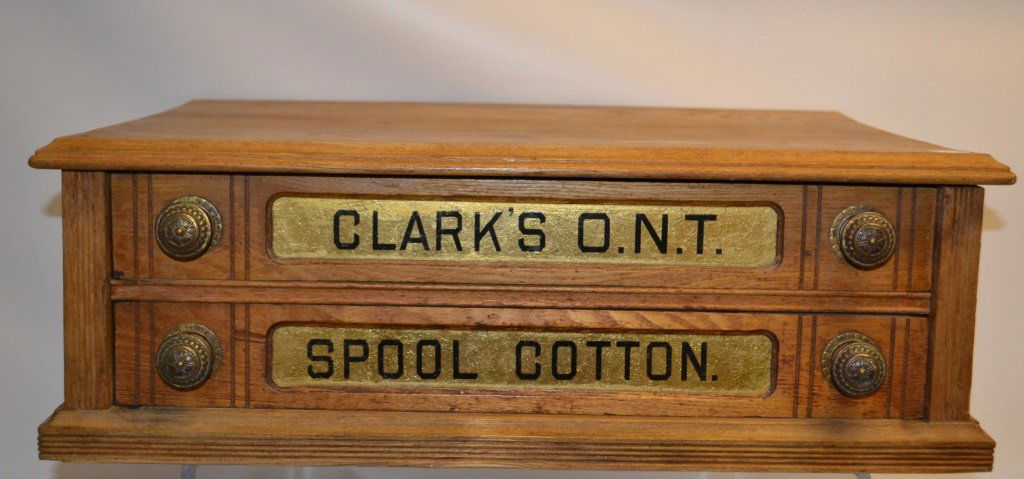 CLARK'S O.N.T.
SPOOL COTTON.